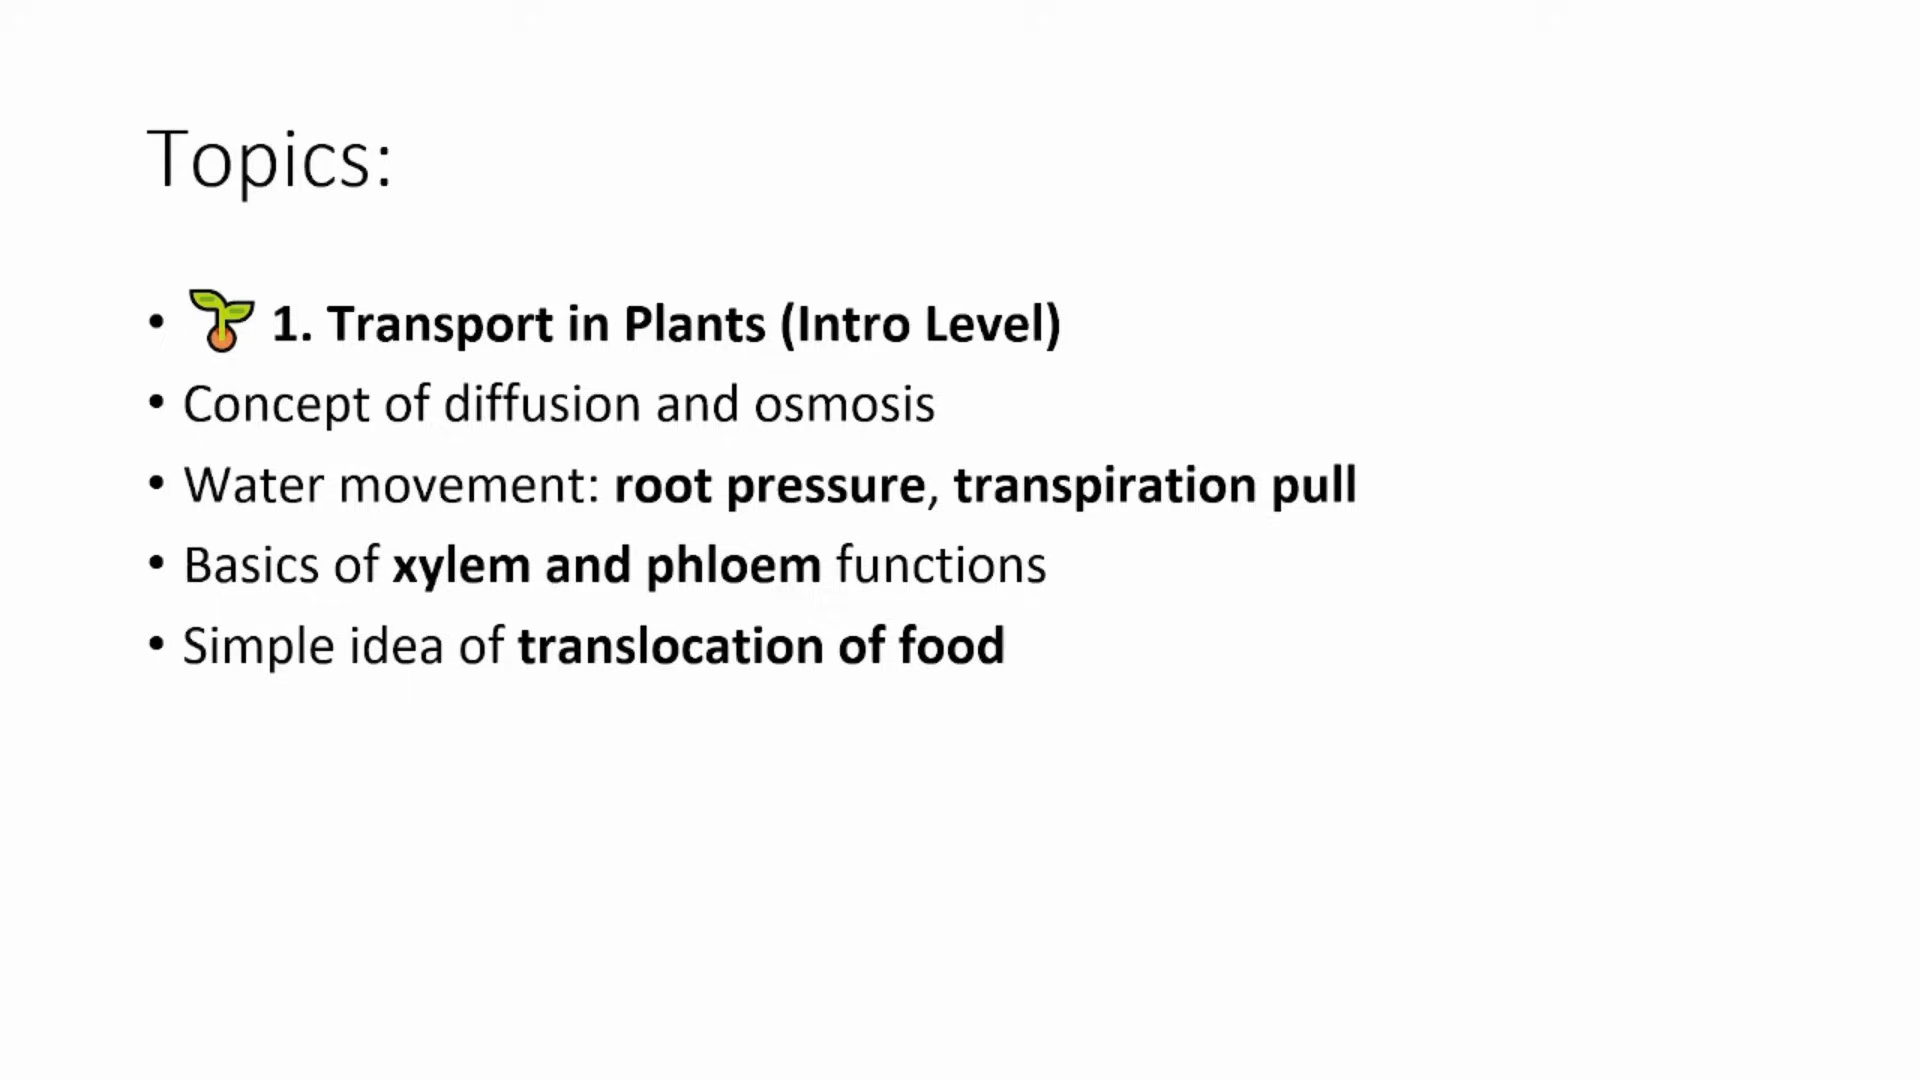 Topics:
• 🌱 1. Transport in Plants (Intro Level)
• Concept of diffusion and osmosis
• Water movement: root pressure, transpiration pull
• Basics of xylem and phloem functions
• Simple idea of translocation of food